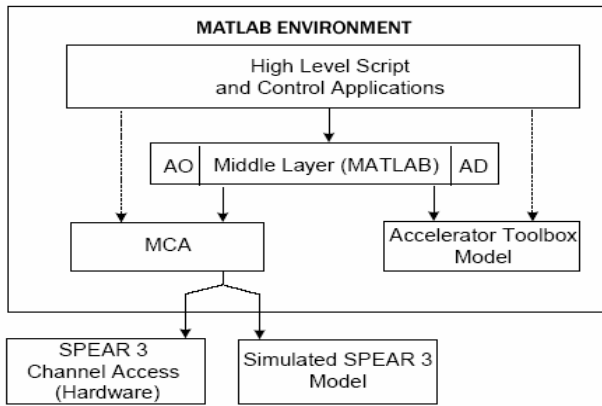 MATLAB ENVIRONMENT
High Level Script
and Control Applications
AO Middle Layer (MATLAB) AD
MCA
Accelerator Toolbox
Model
SPEAR 3
Channel Access
(Hardware)
Simulated SPEAR 3
Model